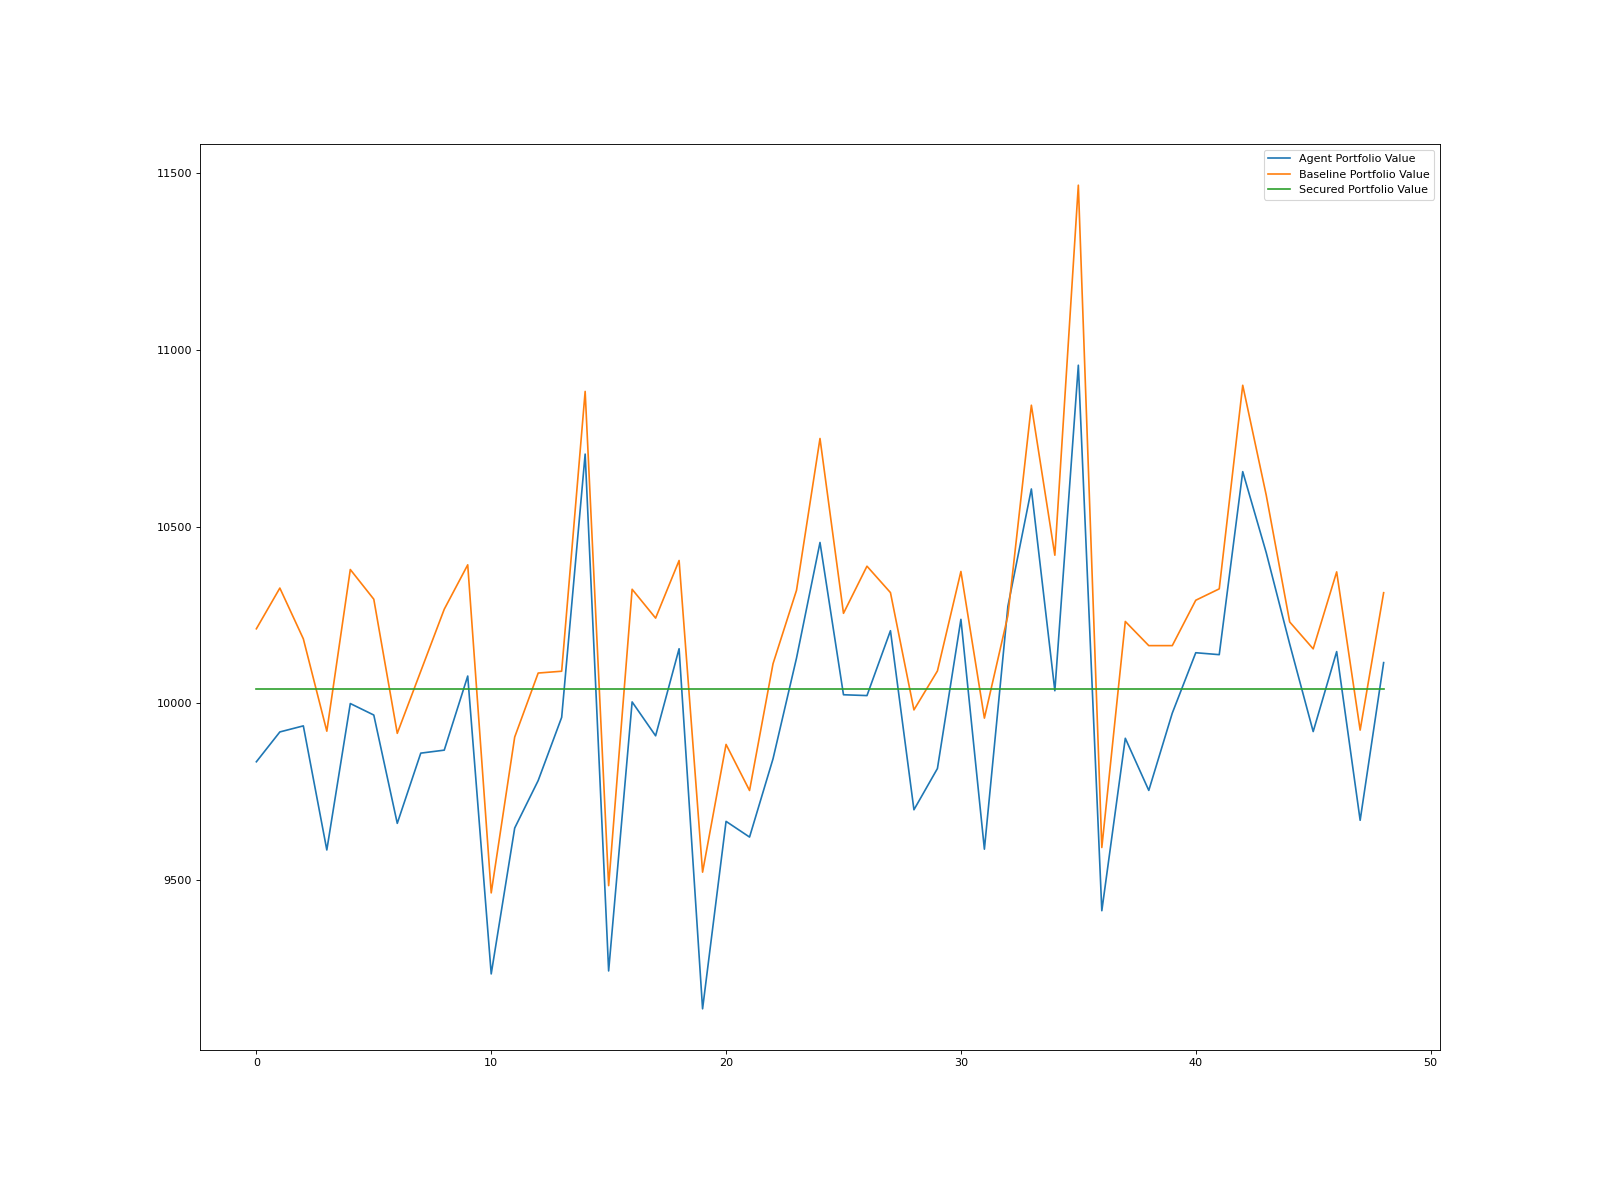 Agent Portfolio Value
Baseline Portfolio Value
Secured Portfolio Value
11500
11000
10500
10000
9500
0 10 20 30 40 50